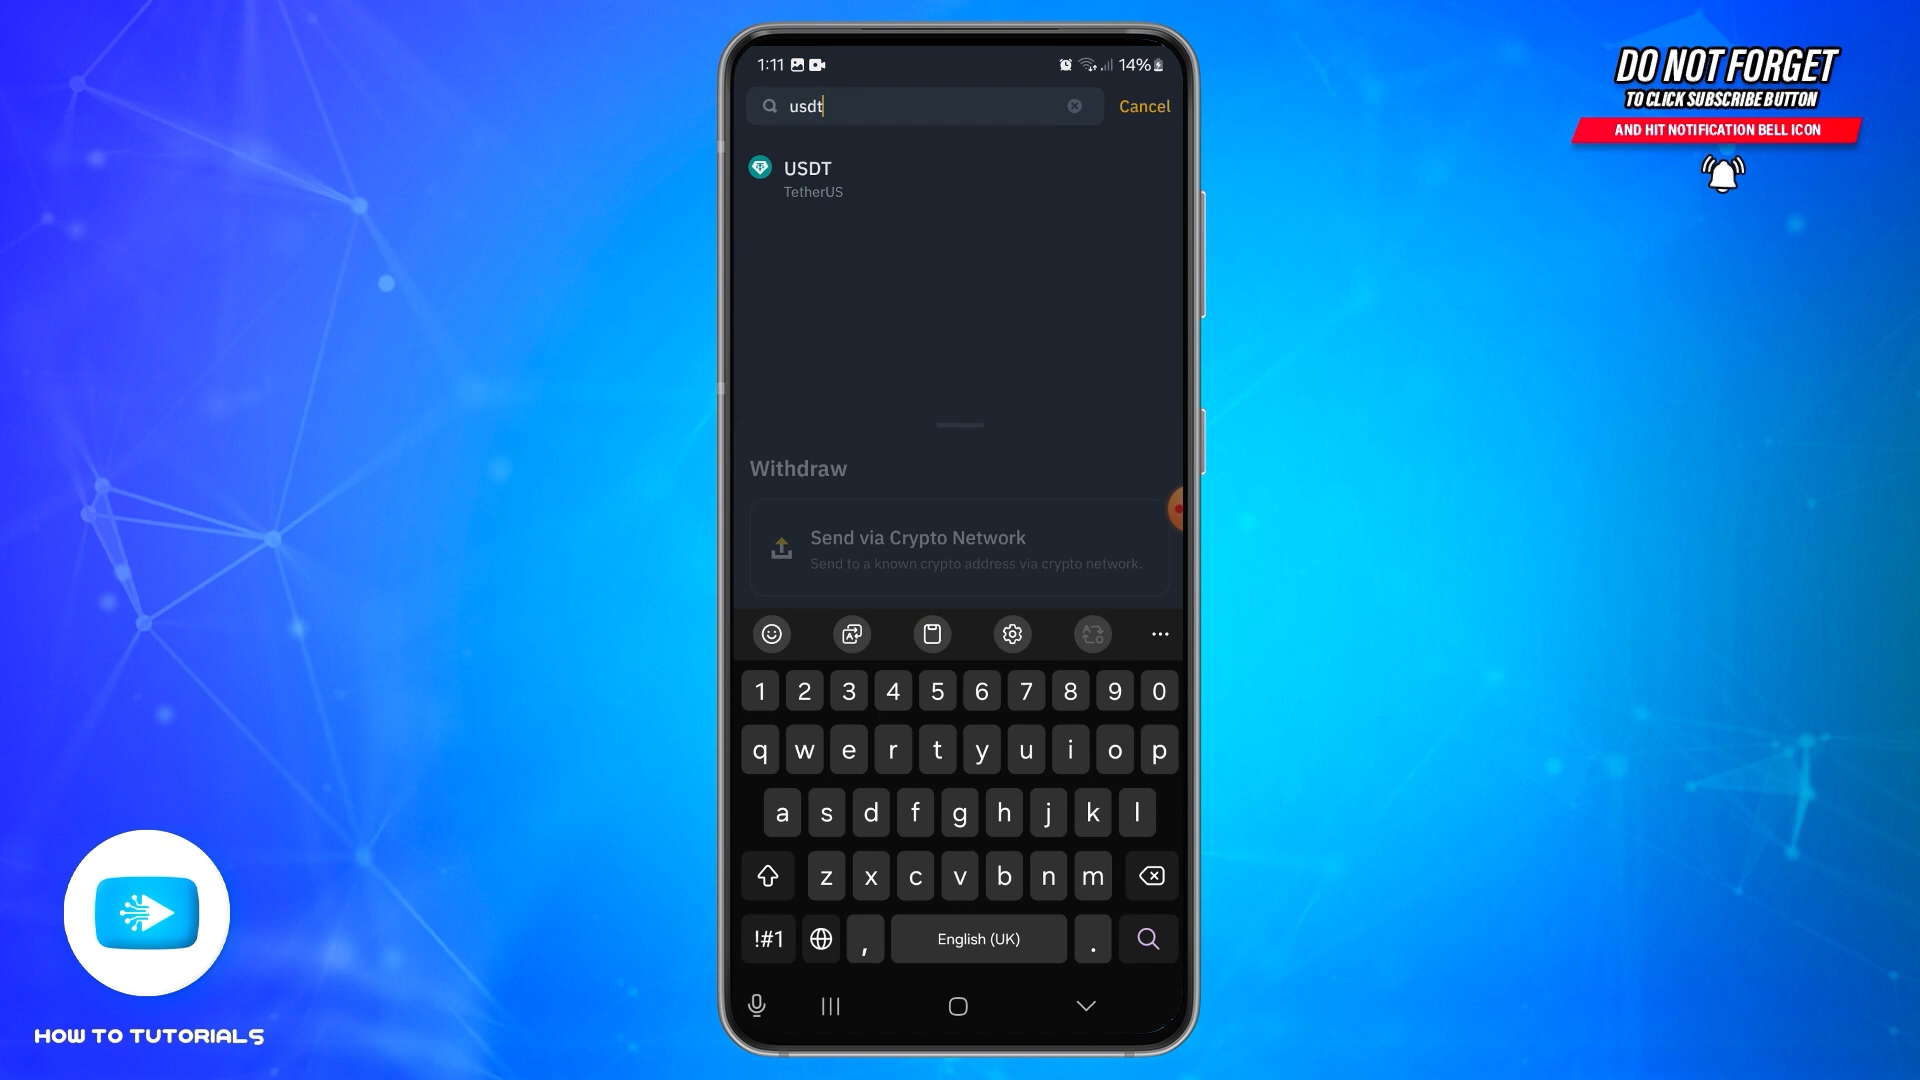 1:11
14%
usdt
Cancel
USDT
TetherUS
Withdraw
Send via Crypto Network
Send to a known crypto address via crypto network.
1 2 3 4 5 6 7 8 9 0
q w e r t y u i o p
a s d f g h j k l
z x c v b n m
!#1 , English (UK) .
DO NOT FORGET
TO CLICK SUBSCRIBE BUTTON
AND HIT NOTIFICATION BELL ICON
HOW TO TUTORIALS